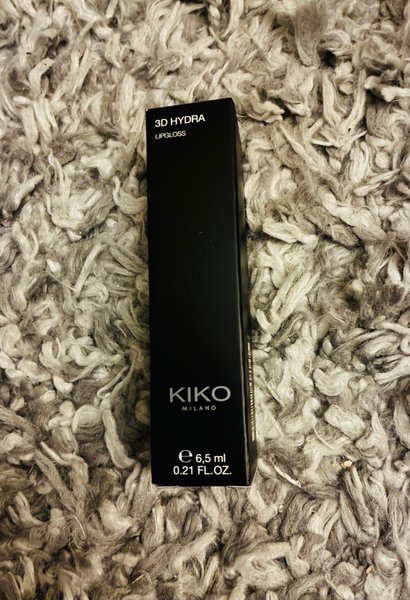 3D HYDRA
LIPGLOSS
KIKO
MILANO
℮ 6,5 ml
0.21 FL.OZ.